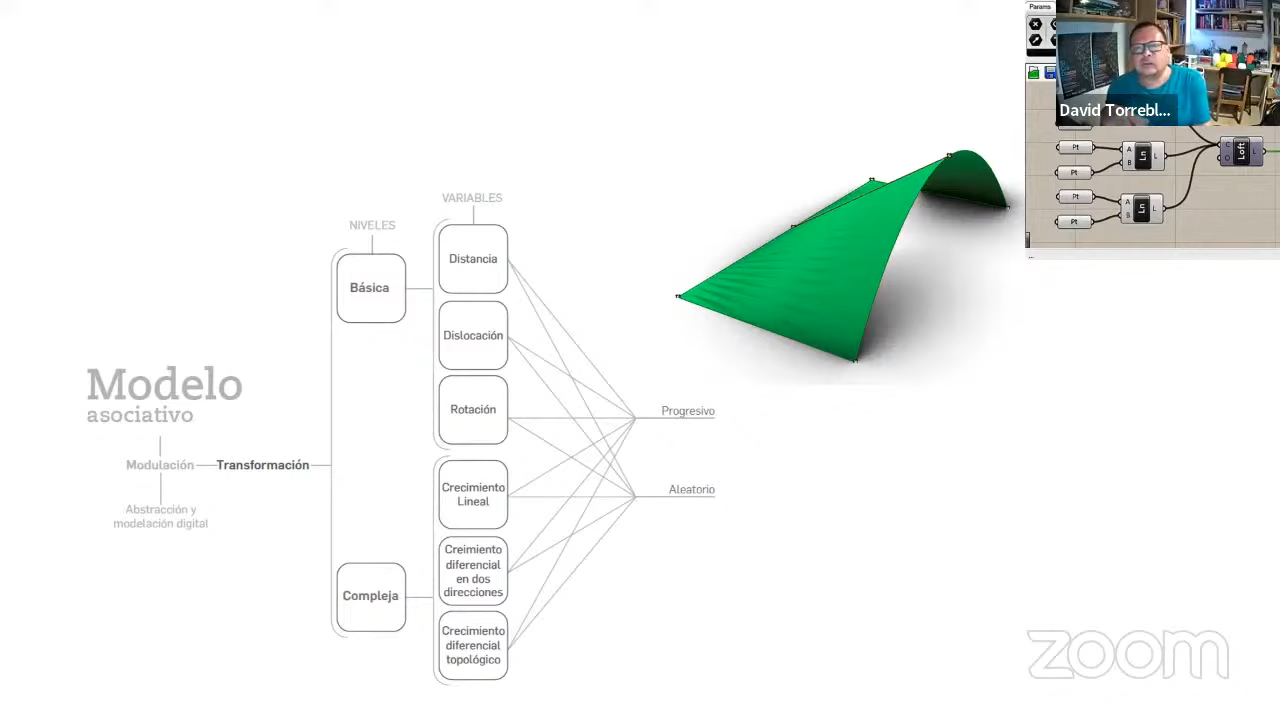 Params
David Torrebl...
Pt
A
B
Ln
L
Pt
C
O
Loft
L
Pt
A
B
Ln
L
Pt
VARIABLES
NIVELES
Distancia
Básica
Dislocación
Rotación
Modelo
asociativo
Progresivo
Modulación
Transformación
Crecimiento
Lineal
Aleatorio
Abstracción y
modelación digital
Creimiento
diferencial
en dos
direcciones
Compleja
Crecimiento
diferencial
topológico
zoom